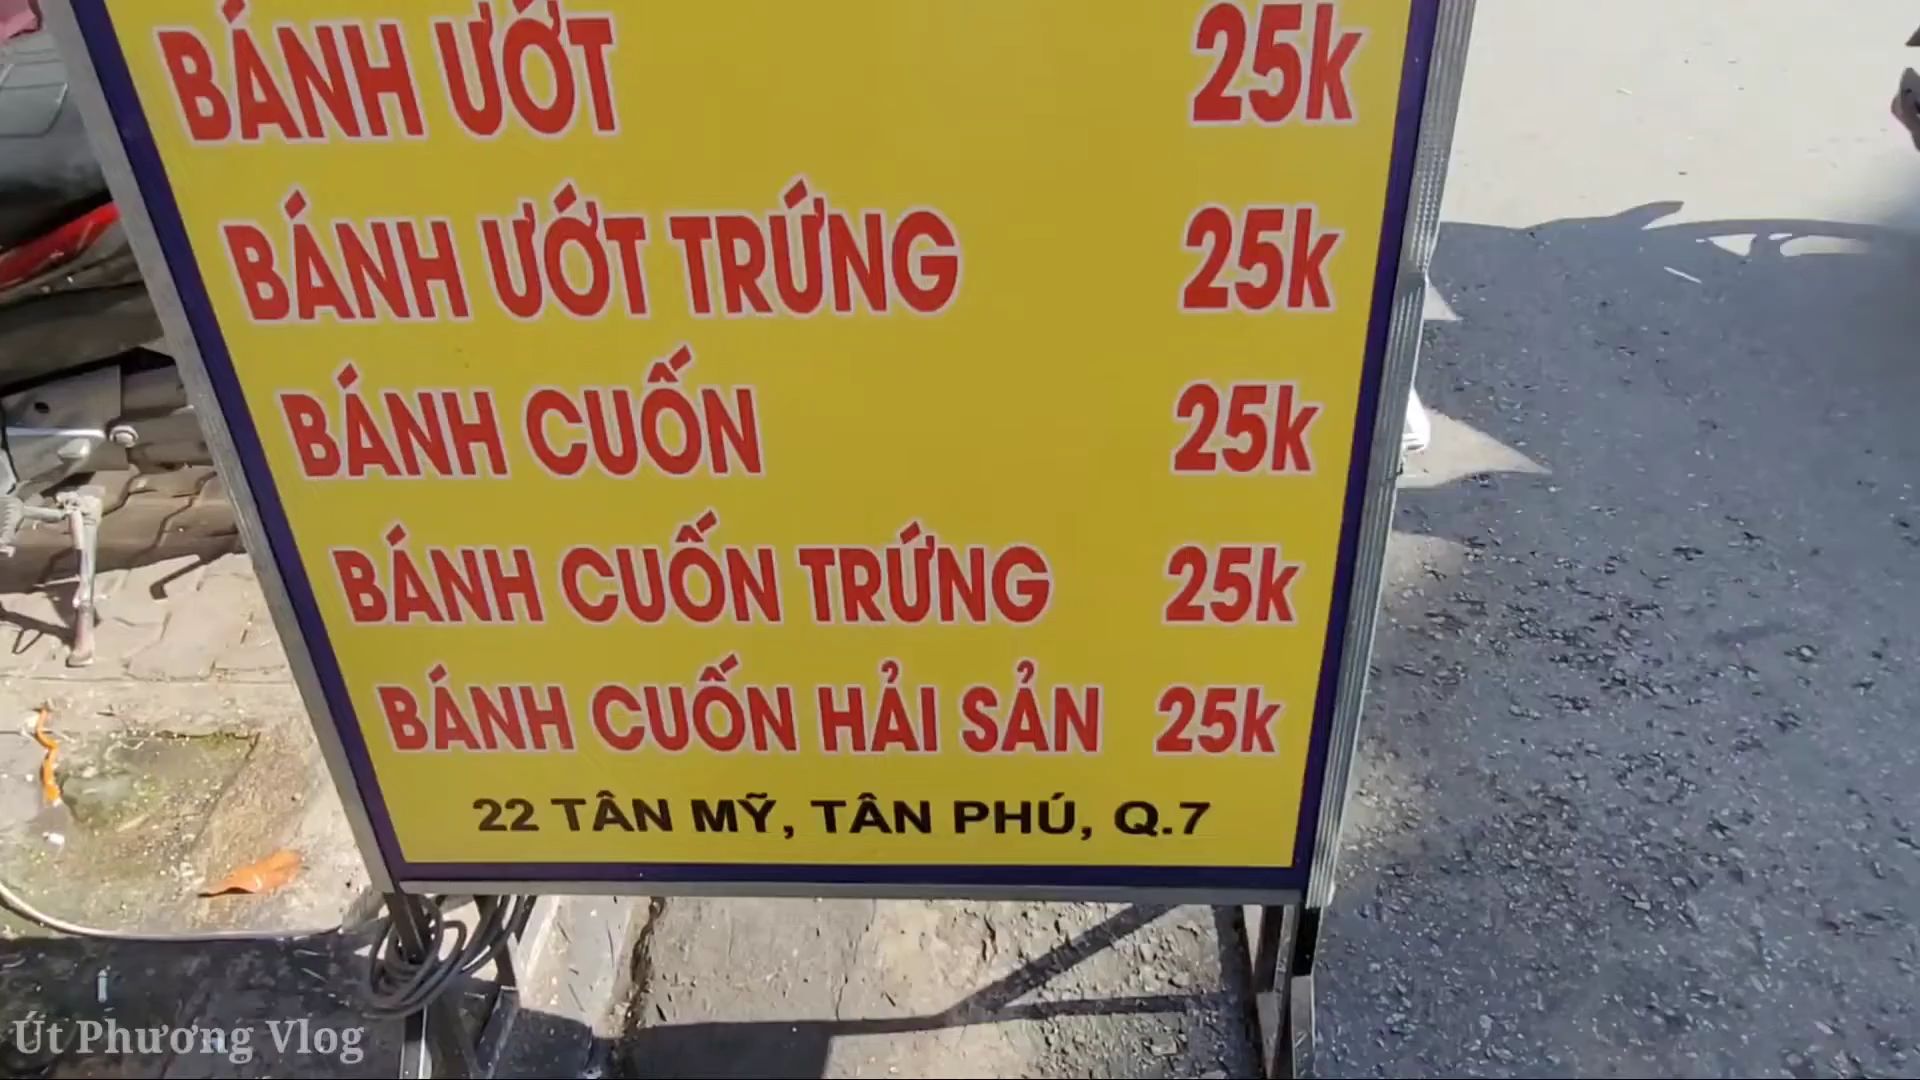 BÁNH ƯỚT 25k
BÁNH ƯỚT TRỨNG 25k
BÁNH CUỐN 25k
BÁNH CUỐN TRỨNG 25k
BÁNH CUỐN HẢI SẢN 25k
22 TÂN MỸ, TÂN PHÚ, Q.7
Út Phương Vlog